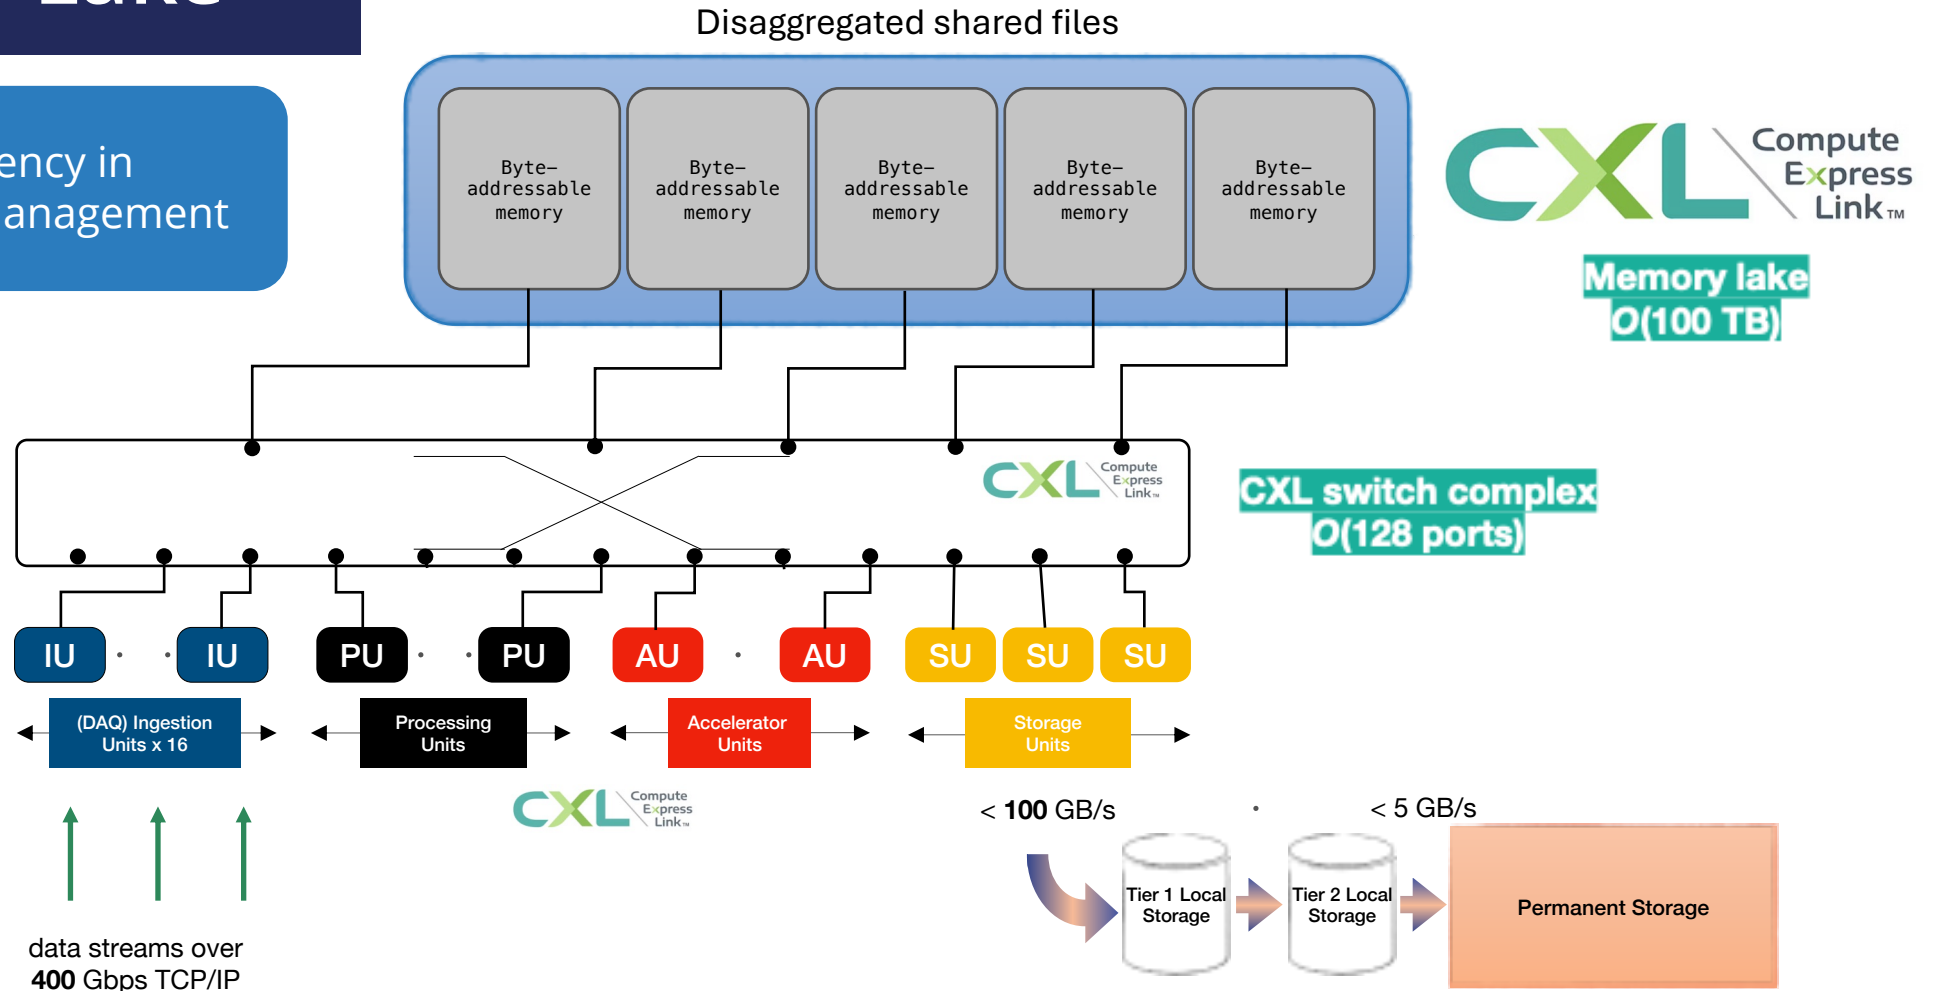 Lake
Disaggregated shared files
ency in
anagement
Byte-
addressable
memory
Byte-
addressable
memory
Byte-
addressable
memory
Byte-
addressable
memory
Byte-
addressable
memory
CXL
Compute
Express
Link™
Memory lake
O(100 TB)
CXL
Compute
Express
Link™
CXL switch complex
O(128 ports)
IU
IU
PU
PU
AU
AU
SU
SU
SU
(DAQ) Ingestion
Units x 16
Processing
Units
Accelerator
Units
Storage
Units
CXL
Compute
Express
Link™
< 100 GB/s
< 5 GB/s
Tier 1 Local
Storage
Tier 2 Local
Storage
Permanent Storage
data streams over
400 Gbps TCP/IP